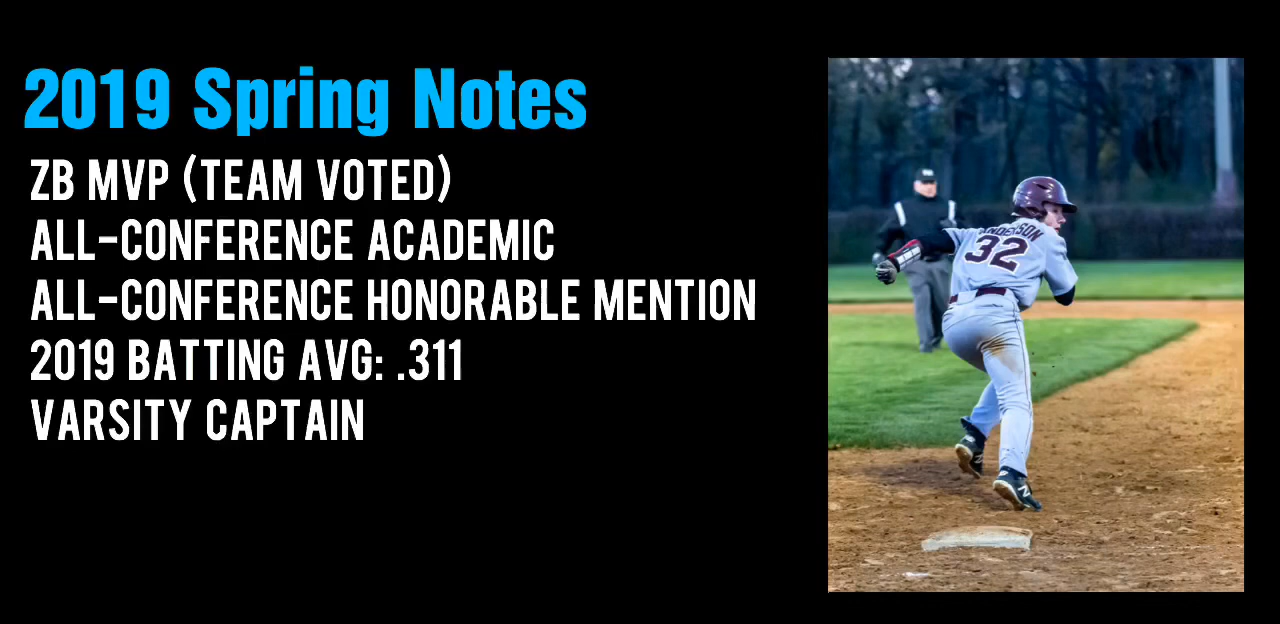 2019 Spring Notes
ZB MVP (TEAM VOTED)
ALL-CONFERENCE ACADEMIC
ALL-CONFERENCE HONORABLE MENTION
2019 BATTING AVG: .311
VARSITY CAPTAIN
32